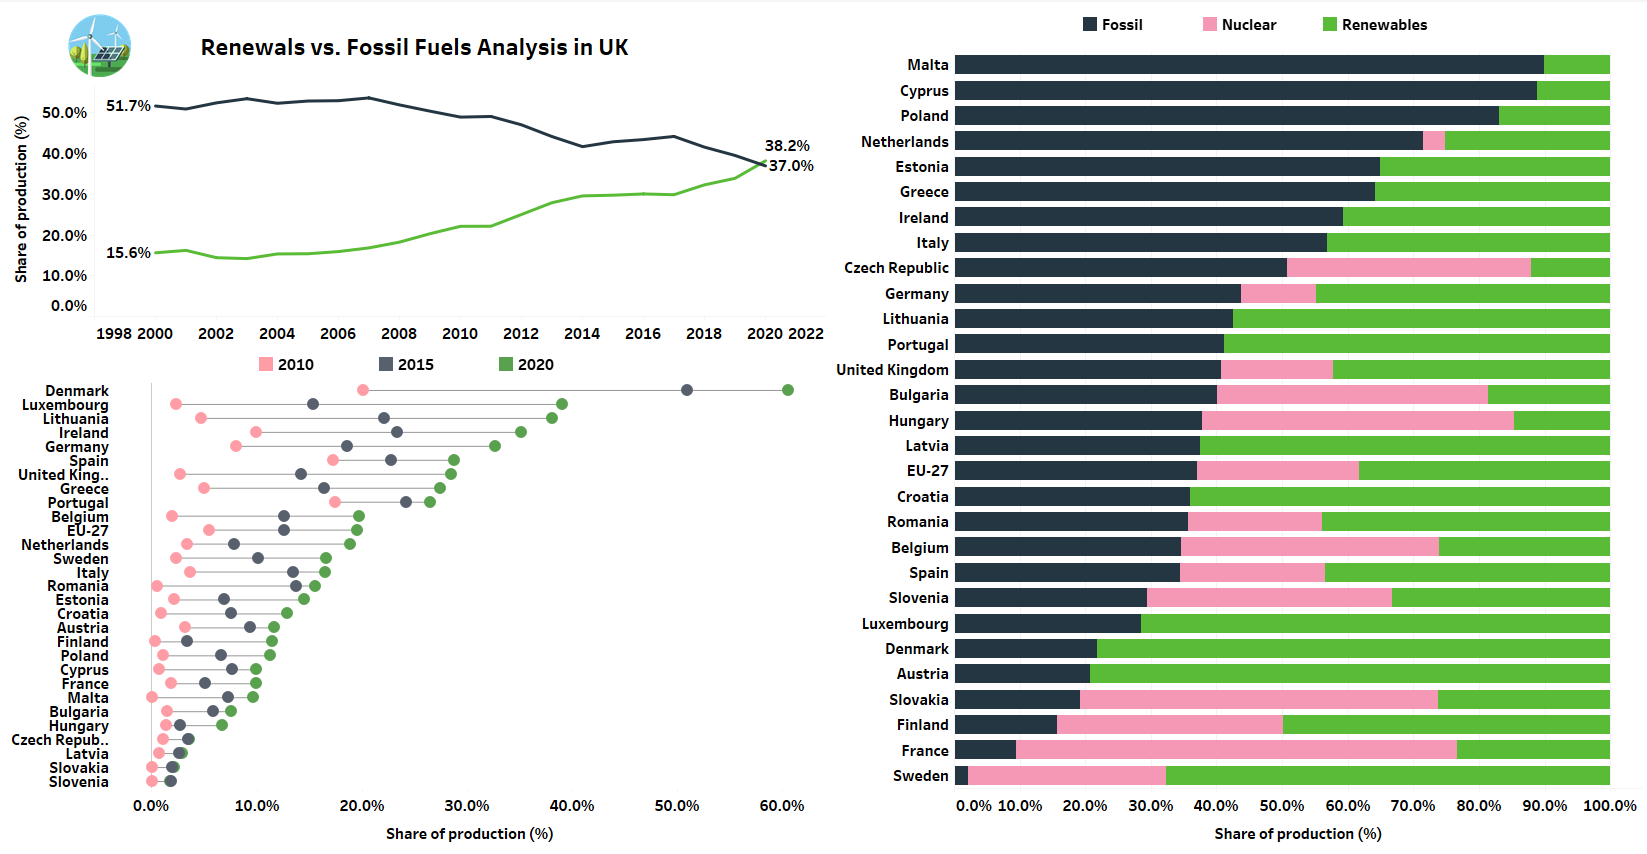 Renewals vs. Fossil Fuels Analysis in UK
Share of production (%)
50.0%
40.0%
30.0%
20.0%
10.0%
0.0%
51.7%
15.6%
38.2%
37.0%
1998 2000 2002 2004 2006 2008 2010 2012 2014 2016 2018 2020 2022
2010 2015 2020
Denmark
Luxembourg
Lithuania
Ireland
Germany
Spain
United King..
Greece
Portugal
Belgium
EU-27
Netherlands
Sweden
Italy
Romania
Estonia
Croatia
Austria
Finland
Poland
Cyprus
France
Malta
Bulgaria
Hungary
Czech Repub..
Latvia
Slovakia
Slovenia
0.0% 10.0% 20.0% 30.0% 40.0% 50.0% 60.0%
Share of production (%)
Fossil Nuclear Renewables
Malta
Cyprus
Poland
Netherlands
Estonia
Greece
Ireland
Italy
Czech Republic
Germany
Lithuania
Portugal
United Kingdom
Bulgaria
Hungary
Latvia
EU-27
Croatia
Romania
Belgium
Spain
Slovenia
Luxembourg
Denmark
Austria
Slovakia
Finland
France
Sweden
0.0% 10.0% 20.0% 30.0% 40.0% 50.0% 60.0% 70.0% 80.0% 90.0% 100.0%
Share of production (%)